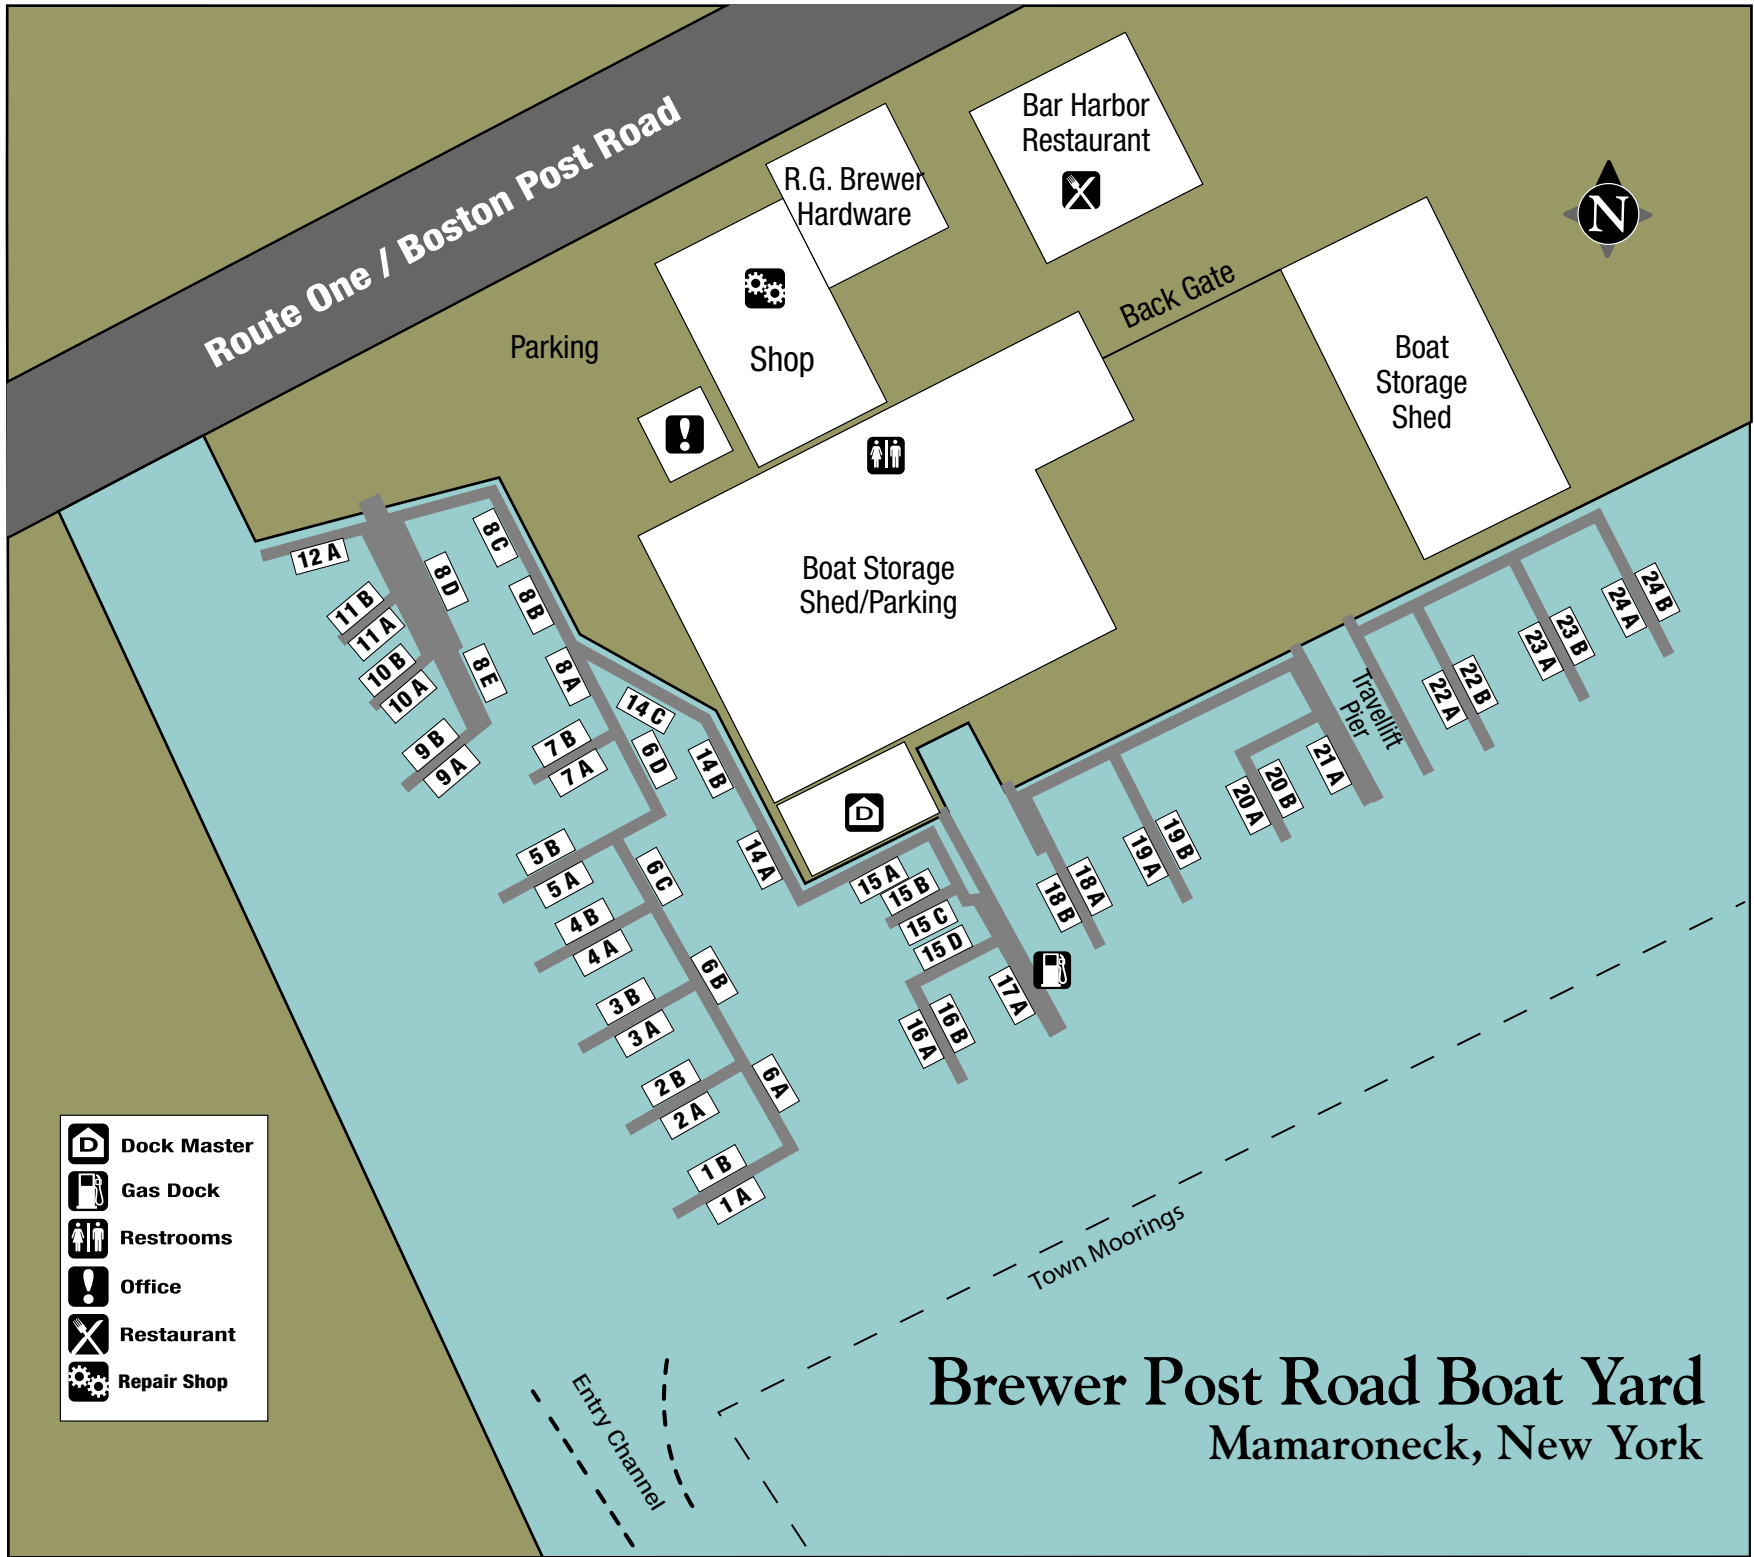 Route One / Boston Post Road
Bar Harbor
Restaurant
R.G. Brewer
Hardware
N
Back Gate
Parking
Shop
Boat
Storage
Shed
Boat Storage
Shed/Parking
12 A
11 B
11 A
10 B
10 A
9 B
9 A
8 C
8 D
8 B
8 E
8 A
7 B
7 A
14 C
6 D
14 B
14 A
5 B
5 A
6 C
4 B
4 A
6 B
3 B
3 A
6 A
2 B
2 A
1 B
1 A
D
15 A
15 B
15 C
15 D
16 A
16 B
17 A
18 B
18 A
19 A
19 B
20 A
20 B
21 A
Travellift
Pier
22 A
22 B
23 A
23 B
24 A
24 B
D Dock Master
Gas Dock
Restrooms
Office
Restaurant
Repair Shop
Town Moorings
Entry Channel
Brewer Post Road Boat Yard
Mamaroneck, New York